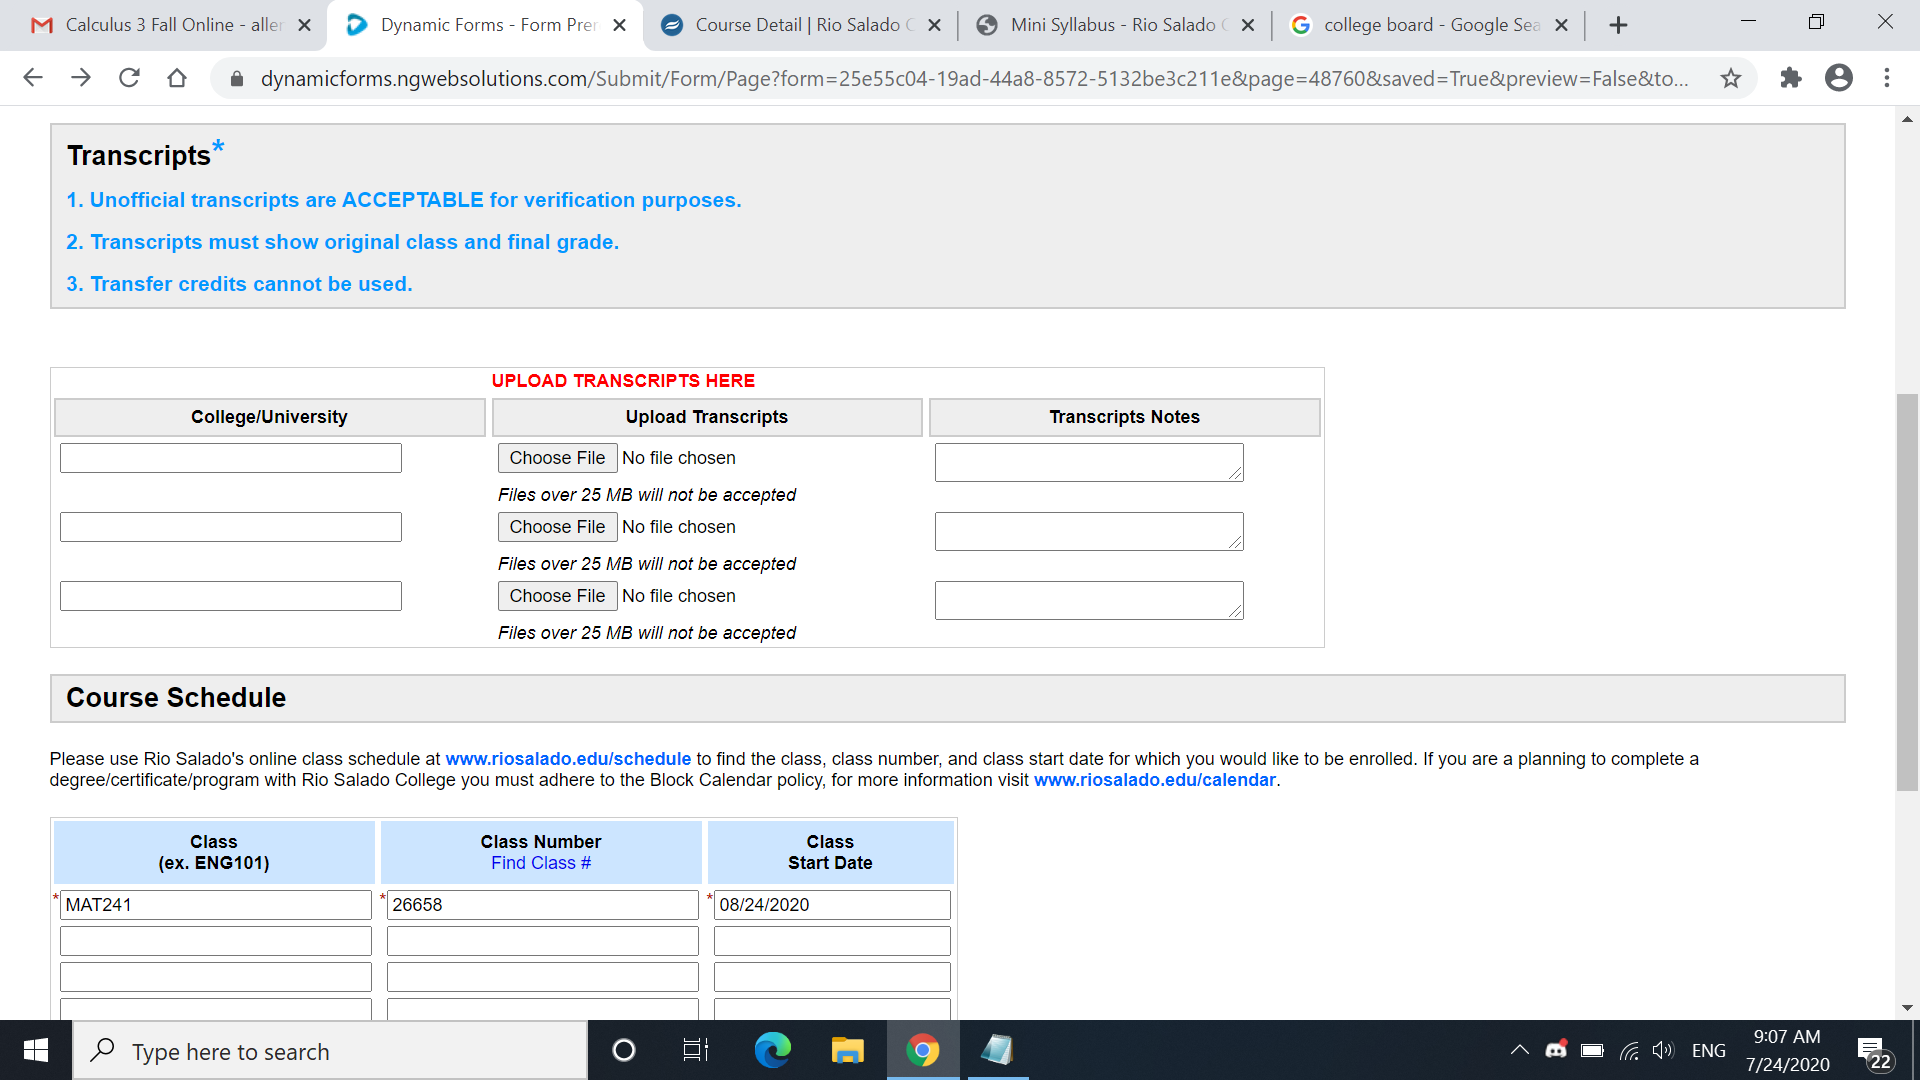 Calculus 3 Fall Online - aller
Dynamic Forms - Form Prer
Course Detail | Rio Salado C
Mini Syllabus - Rio Salado C
college board - Google Sea
dynamicforms.ngwebsolutions.com/Submit/Form/Page?form=25e55c04-19ad-44a8-8572-5132be3c211e&page=48760&saved=True&preview=False&to...
Transcripts*
1. Unofficial transcripts are ACCEPTABLE for verification purposes.
2. Transcripts must show original class and final grade.
3. Transfer credits cannot be used.
UPLOAD TRANSCRIPTS HERE
College/University Upload Transcripts Transcripts Notes
Choose File No file chosen
Files over 25 MB will not be accepted
Choose File No file chosen
Files over 25 MB will not be accepted
Choose File No file chosen
Files over 25 MB will not be accepted
Course Schedule
Please use Rio Salado's online class schedule at www.riosalado.edu/schedule to find the class, class number, and class start date for which you would like to be enrolled. If you are a planning to complete a
degree/certificate/program with Rio Salado College you must adhere to the Block Calendar policy, for more information visit www.riosalado.edu/calendar.
Class Class Number Class
(ex. ENG101) Find Class # Start Date
* MAT241 * 26658 * 08/24/2020
Type here to search
ENG
9:07 AM
7/24/2020
22